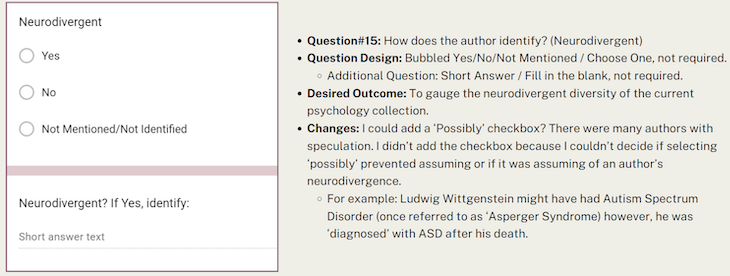 Neurodivergent
Yes
No
Not Mentioned/Not Identified
Neurodivergent? If Yes, identify:
Short answer text
• Question#15: How does the author identify? (Neurodivergent)
• Question Design: Bubbled Yes/No/Not Mentioned / Choose One, not required.
◦ Additional Question: Short Answer / Fill in the blank, not required.
• Desired Outcome: To gauge the neurodivergent diversity of the current
psychology collection.
• Changes: I could add a 'Possibly' checkbox? There were many authors with
speculation. I didn't add the checkbox because I couldn't decide if selecting
'possibly' prevented assuming or if it was assuming of an author's
neurodivergence.
◦ For example: Ludwig Wittgenstein might have had Autism Spectrum
Disorder (once referred to as 'Asperger Syndrome) however, he was
'diagnosed' with ASD after his death.